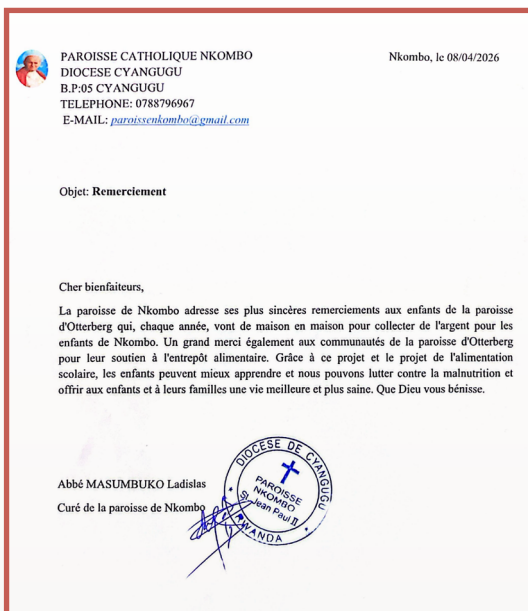 PAROISSE CATHOLIQUE NKOMBO
Nkombo, le 08/04/2026
DIOCESE CYANGUGU
B.P:05 CYANGUGU
TELEPHONE: 0788796967
E-MAIL: paroissenkombo@gmail.com
Objet: Remerciement
Cher bienfaiteurs,
La paroisse de Nkombo adresse ses plus sincères remerciements aux enfants de la paroisse
d'Otterberg qui, chaque année, vont de maison en maison pour collecter de l'argent pour les
enfants de Nkombo. Un grand merci également aux communautés de la paroisse d'Otterberg
pour leur soutien à l'entrepôt alimentaire. Grâce à ce projet et le projet de l'alimentation
scolaire, les enfants peuvent mieux apprendre et nous pouvons lutter contre la malnutrition et
offrir aux enfants et à leurs familles une vie meilleure et plus saine. Que Dieu vous bénisse.
Abbé MASUMBUKO Ladislas
Curé de la paroisse de Nkombo
DIOCESE DE CYANGUGU
PAROISSE
NKOMBO
St Jean Paul II
RWANDA